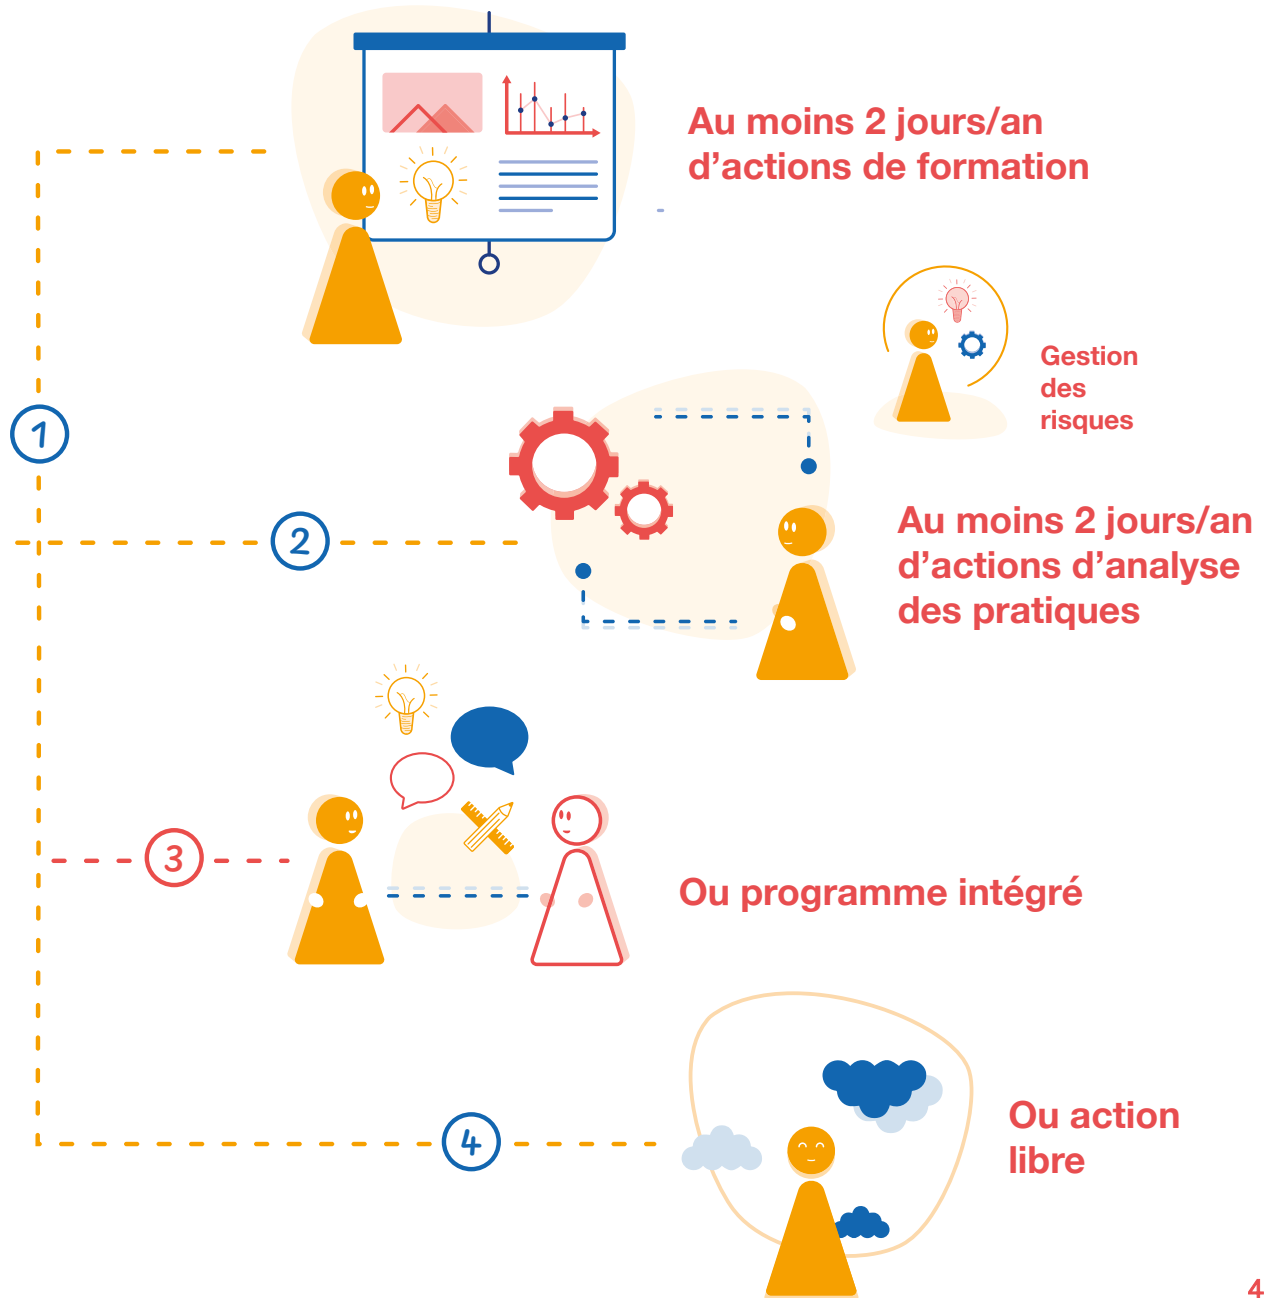 Au moins 2 jours/an
d’actions de formation
Gestion
des
risques
1
2
Au moins 2 jours/an
d’actions d’analyse
des pratiques
3
Ou programme intégré
4
Ou action
libre
4